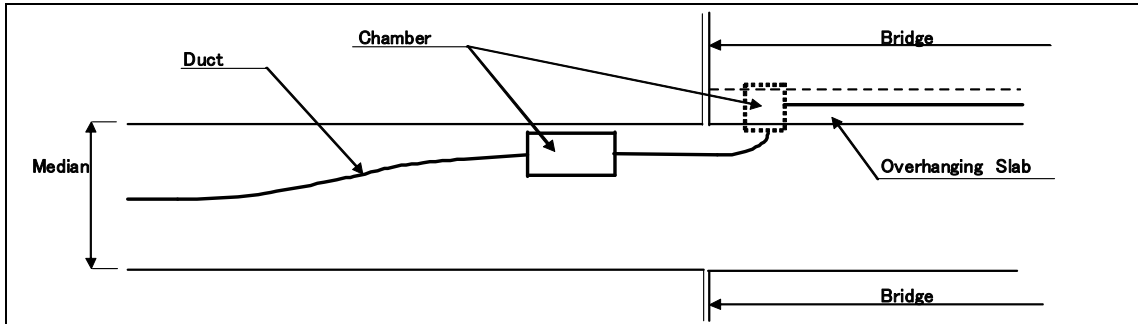 Chamber
Bridge
Duct
Median
Overhanging Slab
Bridge